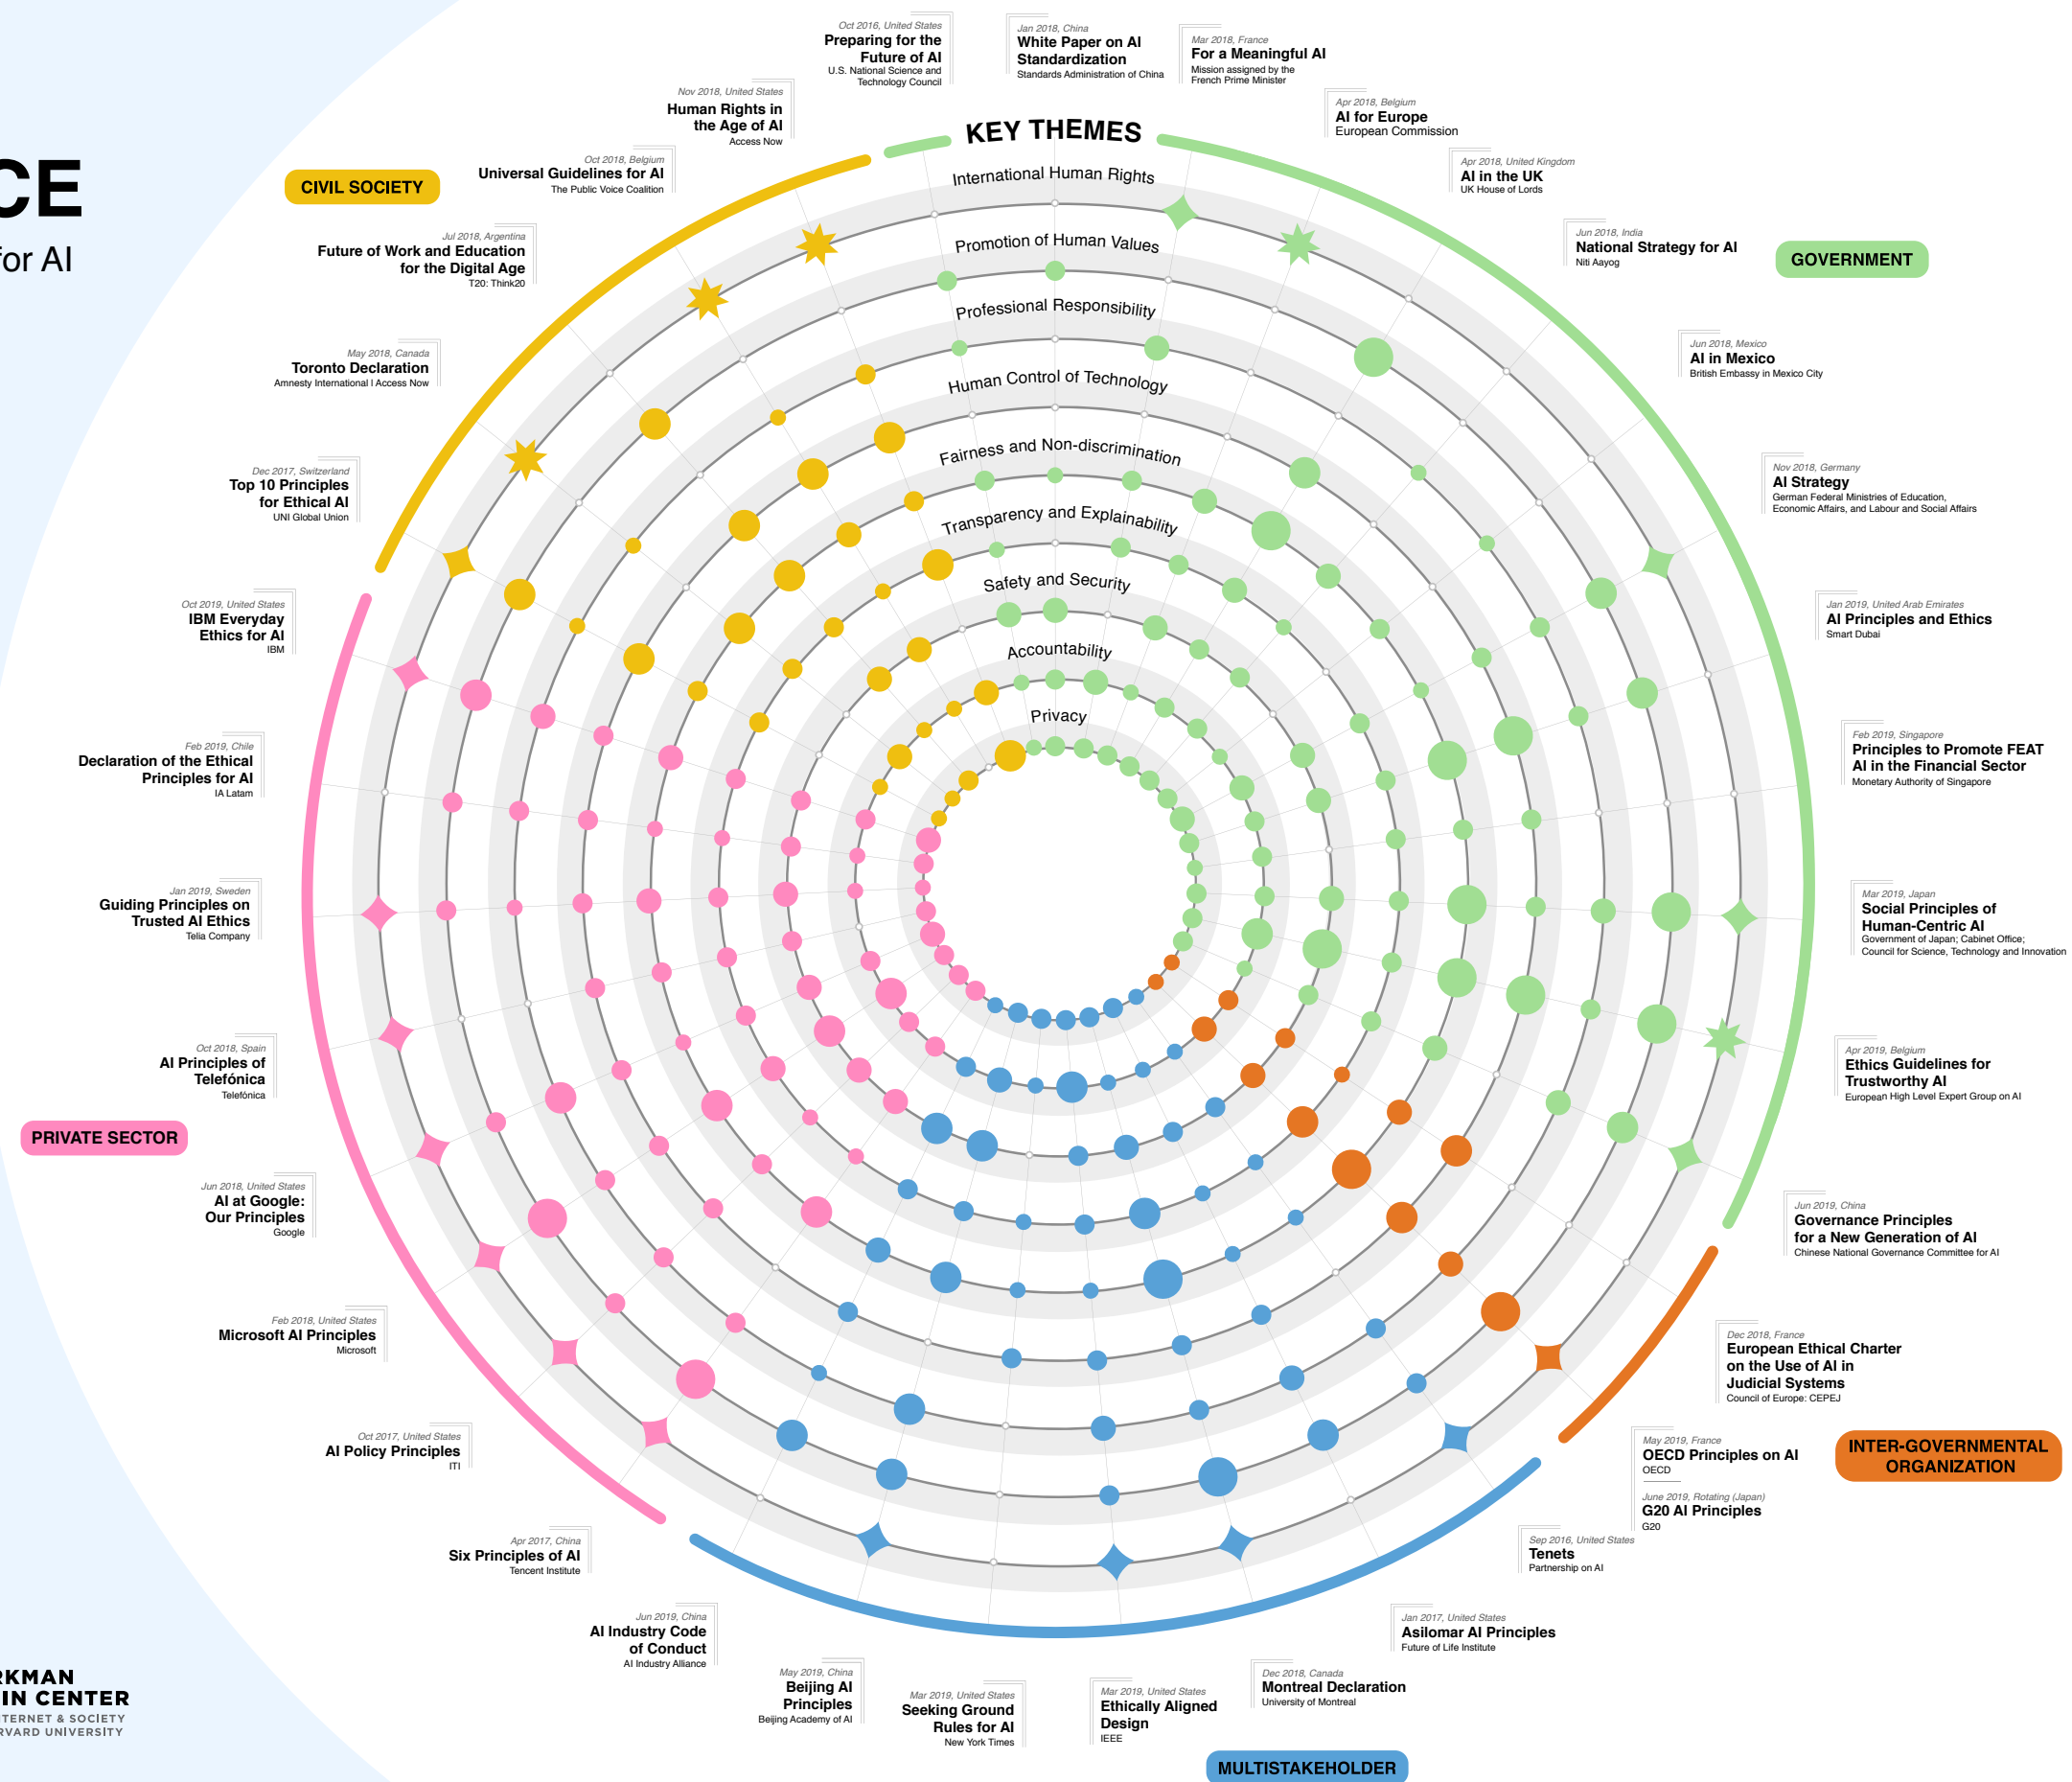 CE
for AI
KEY THEMES
International Human Rights
Promotion of Human Values
Professional Responsibility
Human Control of Technology
Fairness and Non-discrimination
Transparency and Explainability
Safety and Security
Accountability
Privacy
Oct 2016, United States
Preparing for the
Future of AI
U.S. National Science and
Technology Council
Jan 2018, China
White Paper on AI
Standardization
Standards Administration of China
Mar 2018, France
For a Meaningful AI
Mission assigned by the
French Prime Minister
Apr 2018, Belgium
AI for Europe
European Commission
Apr 2018, United Kingdom
AI in the UK
UK House of Lords
Jun 2018, India
National Strategy for AI
Niti Aayog
GOVERNMENT
Jun 2018, Mexico
AI in Mexico
British Embassy in Mexico City
Nov 2018, Germany
AI Strategy
German Federal Ministries of Education,
Economic Affairs, and Labour and Social Affairs
Jan 2019, United Arab Emirates
AI Principles and Ethics
Smart Dubai
Feb 2019, Singapore
Principles to Promote FEAT
AI in the Financial Sector
Monetary Authority of Singapore
Mar 2019, Japan
Social Principles of
Human-Centric AI
Government of Japan; Cabinet Office;
Council for Science, Technology and Innovation
Apr 2019, Belgium
Ethics Guidelines for
Trustworthy AI
European High Level Expert Group on AI
Jun 2019, China
Governance Principles
for a New Generation of AI
Chinese National Governance Committee for AI
Dec 2018, France
European Ethical Charter
on the Use of AI in
Judicial Systems
Council of Europe: CEPEJ
INTER-GOVERNMENTAL
ORGANIZATION
May 2019, France
OECD Principles on AI
OECD
June 2019, Rotating (Japan)
G20 AI Principles
G20
Sep 2016, United States
Tenets
Partnership on AI
Jan 2017, United States
Asilomar AI Principles
Future of Life Institute
Dec 2018, Canada
Montreal Declaration
University of Montreal
MULTISTAKEHOLDER
Mar 2019, United States
Ethically Aligned
Design
IEEE
Mar 2019, United States
Seeking Ground
Rules for AI
New York Times
May 2019, China
Beijing AI
Principles
Beijing Academy of AI
Jun 2019, China
AI Industry Code
of Conduct
AI Industry Alliance
Apr 2017, China
Six Principles of AI
Tencent Institute
Oct 2017, United States
AI Policy Principles
ITI
Feb 2018, United States
Microsoft AI Principles
Microsoft
Jun 2018, United States
AI at Google:
Our Principles
Google
PRIVATE SECTOR
Oct 2018, Spain
AI Principles of
Telefónica
Telefónica
Jan 2019, Sweden
Guiding Principles on
Trusted AI Ethics
Telia Company
Feb 2019, Chile
Declaration of the Ethical
Principles for AI
IA Latam
Oct 2019, United States
IBM Everyday
Ethics for AI
IBM
Dec 2017, Switzerland
Top 10 Principles
for Ethical AI
UNI Global Union
May 2018, Canada
Toronto Declaration
Amnesty International | Access Now
Jul 2018, Argentina
Future of Work and Education
for the Digital Age
T20: Think20
CIVIL SOCIETY
Oct 2018, Belgium
Universal Guidelines for AI
The Public Voice Coalition
Nov 2018, United States
Human Rights in
the Age of AI
Access Now
RKMAN
IN CENTER
TERNET & SOCIETY
RVARD UNIVERSITY